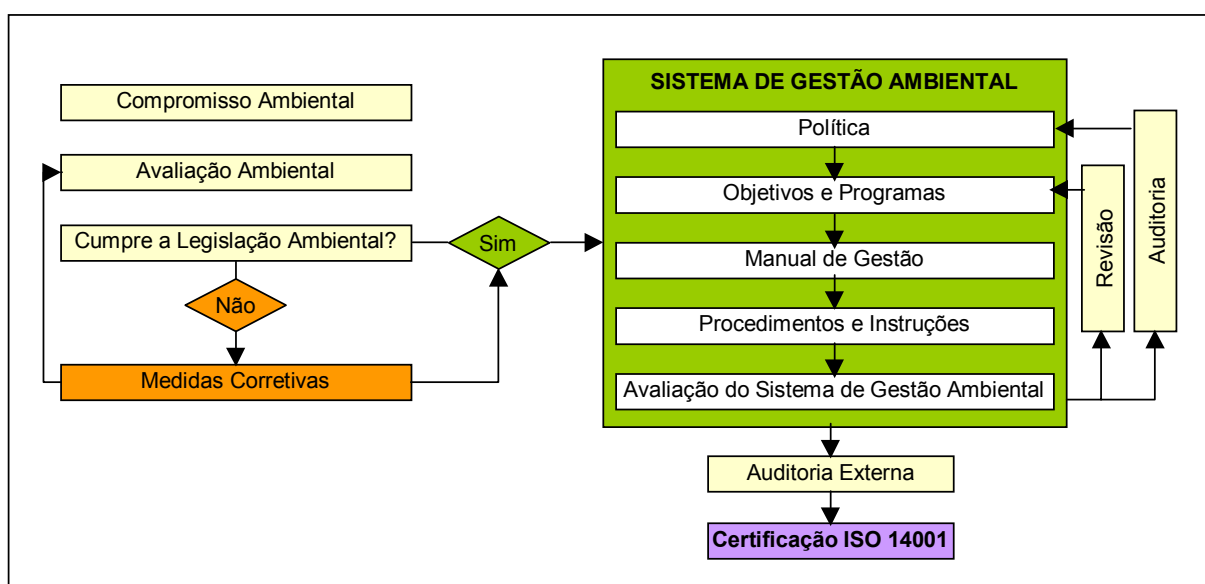 Compromisso Ambiental
Avaliação Ambiental
Cumpre a Legislação Ambiental?
Sim
Não
Medidas Corretivas
SISTEMA DE GESTÃO AMBIENTAL
Política
Objetivos e Programas
Manual de Gestão
Procedimentos e Instruções
Avaliação do Sistema de Gestão Ambiental
Revisão
Auditoria
Auditoria Externa
Certificação ISO 14001